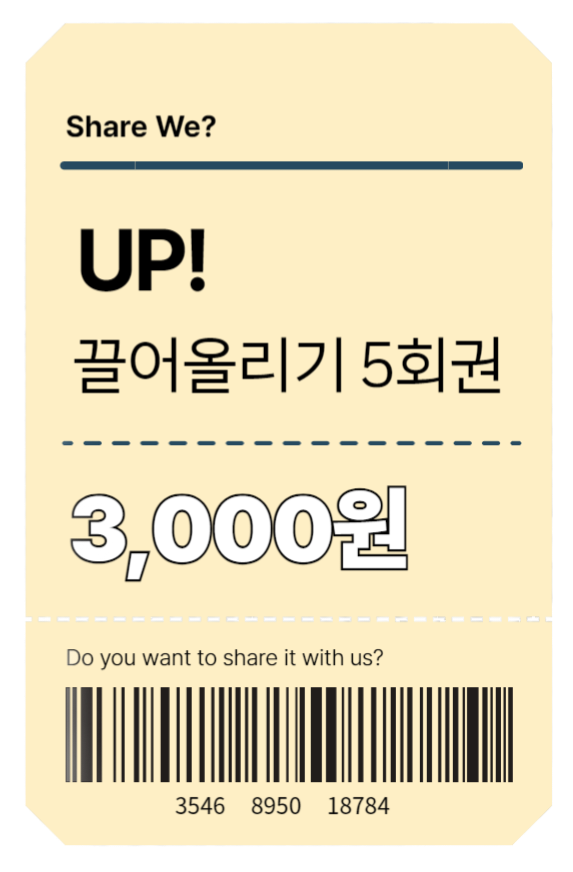 Share We?
UP!
끌어올리기 5회권
3,000원
Do you want to share it with us?
3546 8950 18784